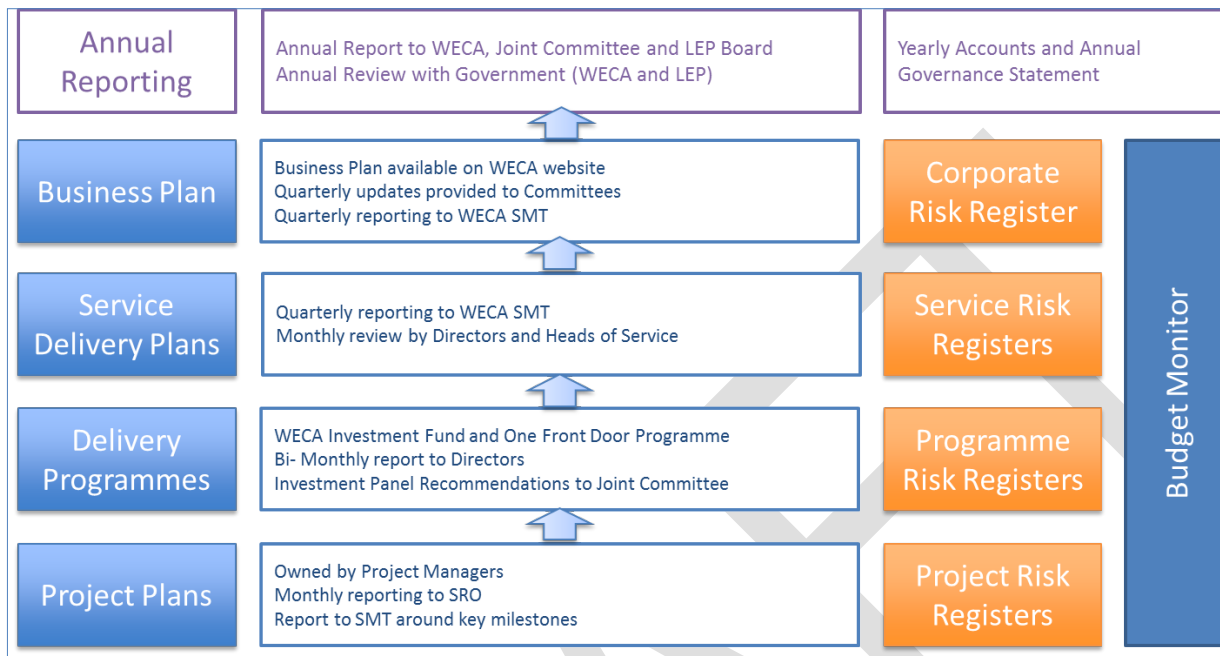 Annual
Reporting
Annual Report to WECA, Joint Committee and LEP Board
Annual Review with Government (WECA and LEP)
Yearly Accounts and Annual
Governance Statement
Business Plan
Business Plan available on WECA website
Quarterly updates provided to Committees
Quarterly reporting to WECA SMT
Corporate
Risk Register
Service
Delivery Plans
Quarterly reporting to WECA SMT
Monthly review by Directors and Heads of Service
Service Risk
Registers
Delivery
Programmes
WECA Investment Fund and One Front Door Programme
Bi- Monthly report to Directors
Investment Panel Recommendations to Joint Committee
Programme
Risk Registers
Project Plans
Owned by Project Managers
Monthly reporting to SRO
Report to SMT around key milestones
Project Risk
Registers
Budget Monitor